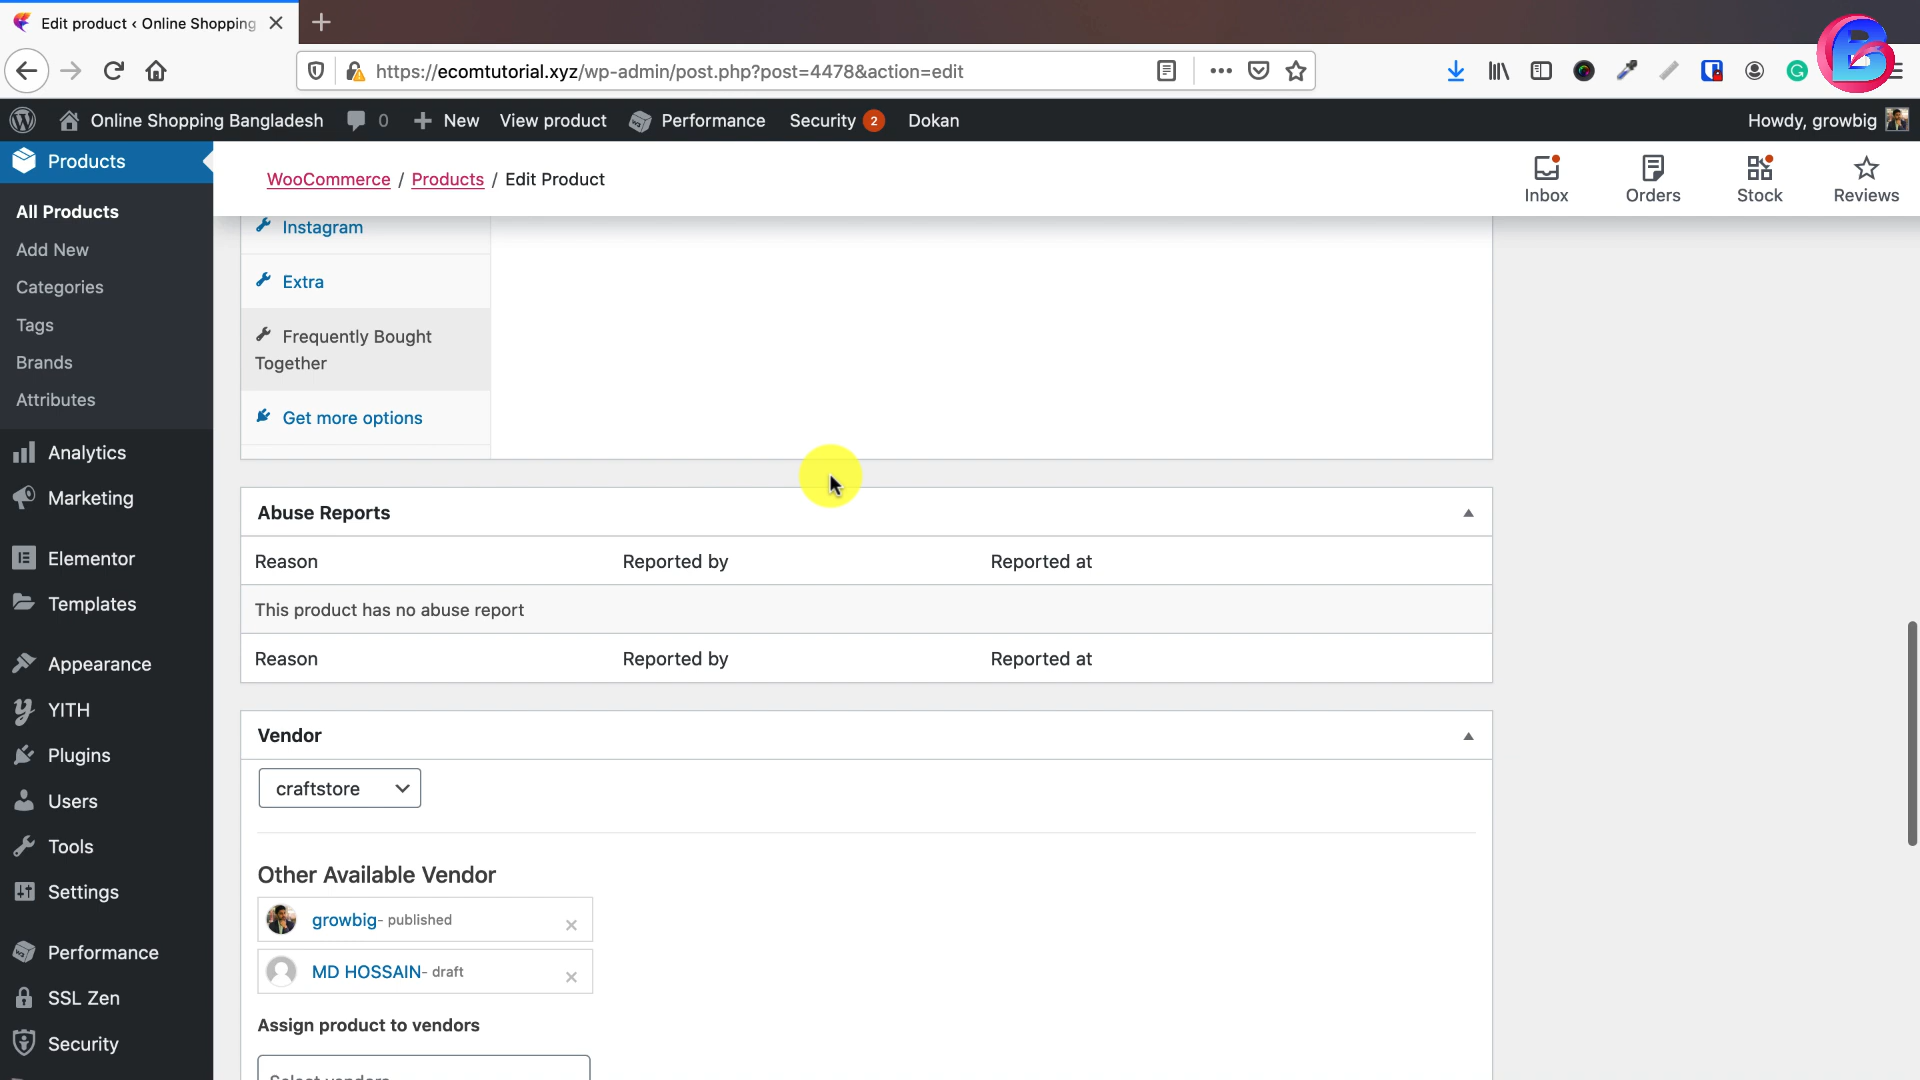 Edit product ‹ Online Shopping
https://ecomtutorial.xyz/wp-admin/post.php?post=4478&action=edit
Online Shopping Bangladesh 0 New View product Performance Security 2 Dokan Howdy, growbig
Products
All Products
Add New
Categories
Tags
Brands
Attributes
Analytics
Marketing
Elementor
Templates
Appearance
YITH
Plugins
Users
Tools
Settings
Performance
SSL Zen
Security
WooCommerce / Products / Edit Product
Inbox Orders Stock Reviews
Instagram
Extra
Frequently Bought
Together
Get more options
Abuse Reports
Reason Reported by Reported at
This product has no abuse report
Reason Reported by Reported at
Vendor
craftstore
Other Available Vendor
growbig- published
MD HOSSAIN- draft
Assign product to vendors